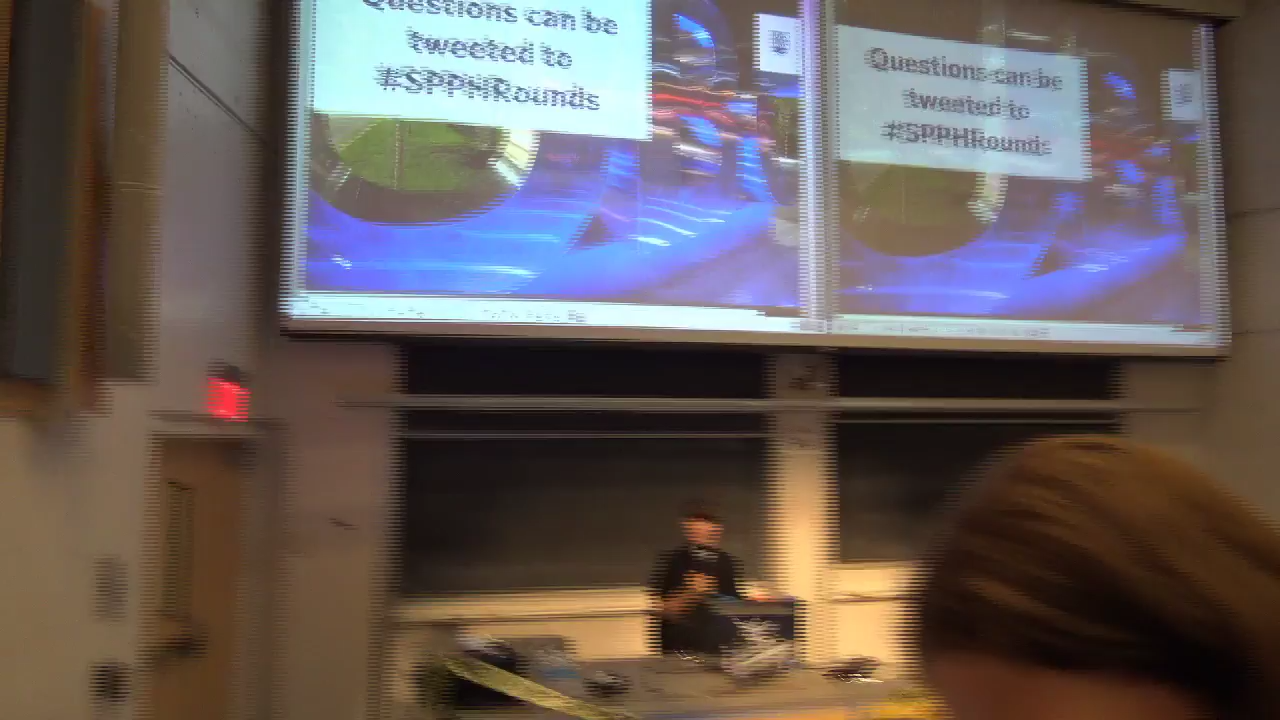 Questions can be
tweeted to
#SPPHRounds
Questions can be
tweeted to
#SPPHRounds